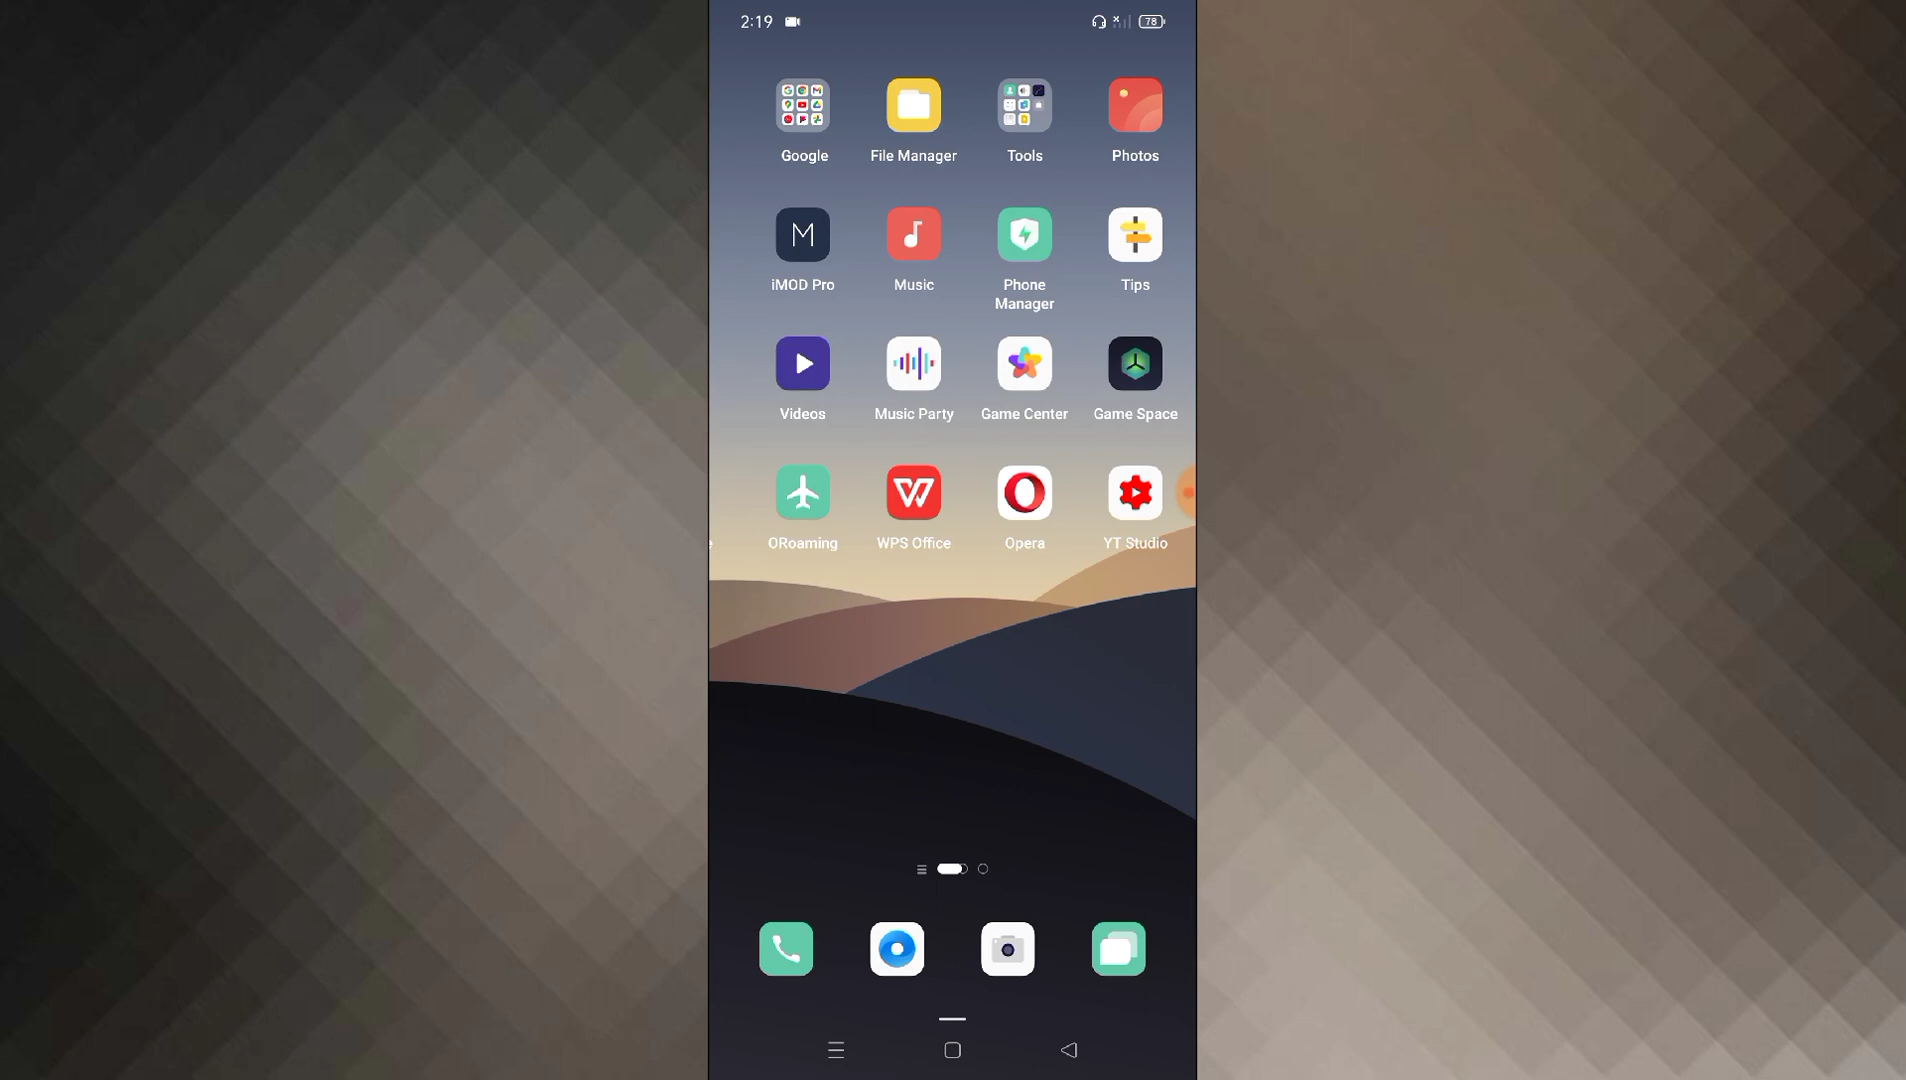 2:19 78
Google File Manager Tools Photos
iMOD Pro Music Phone Manager Tips
Videos Music Party Game Center Game Space
ORoaming WPS Office Opera YT Studio